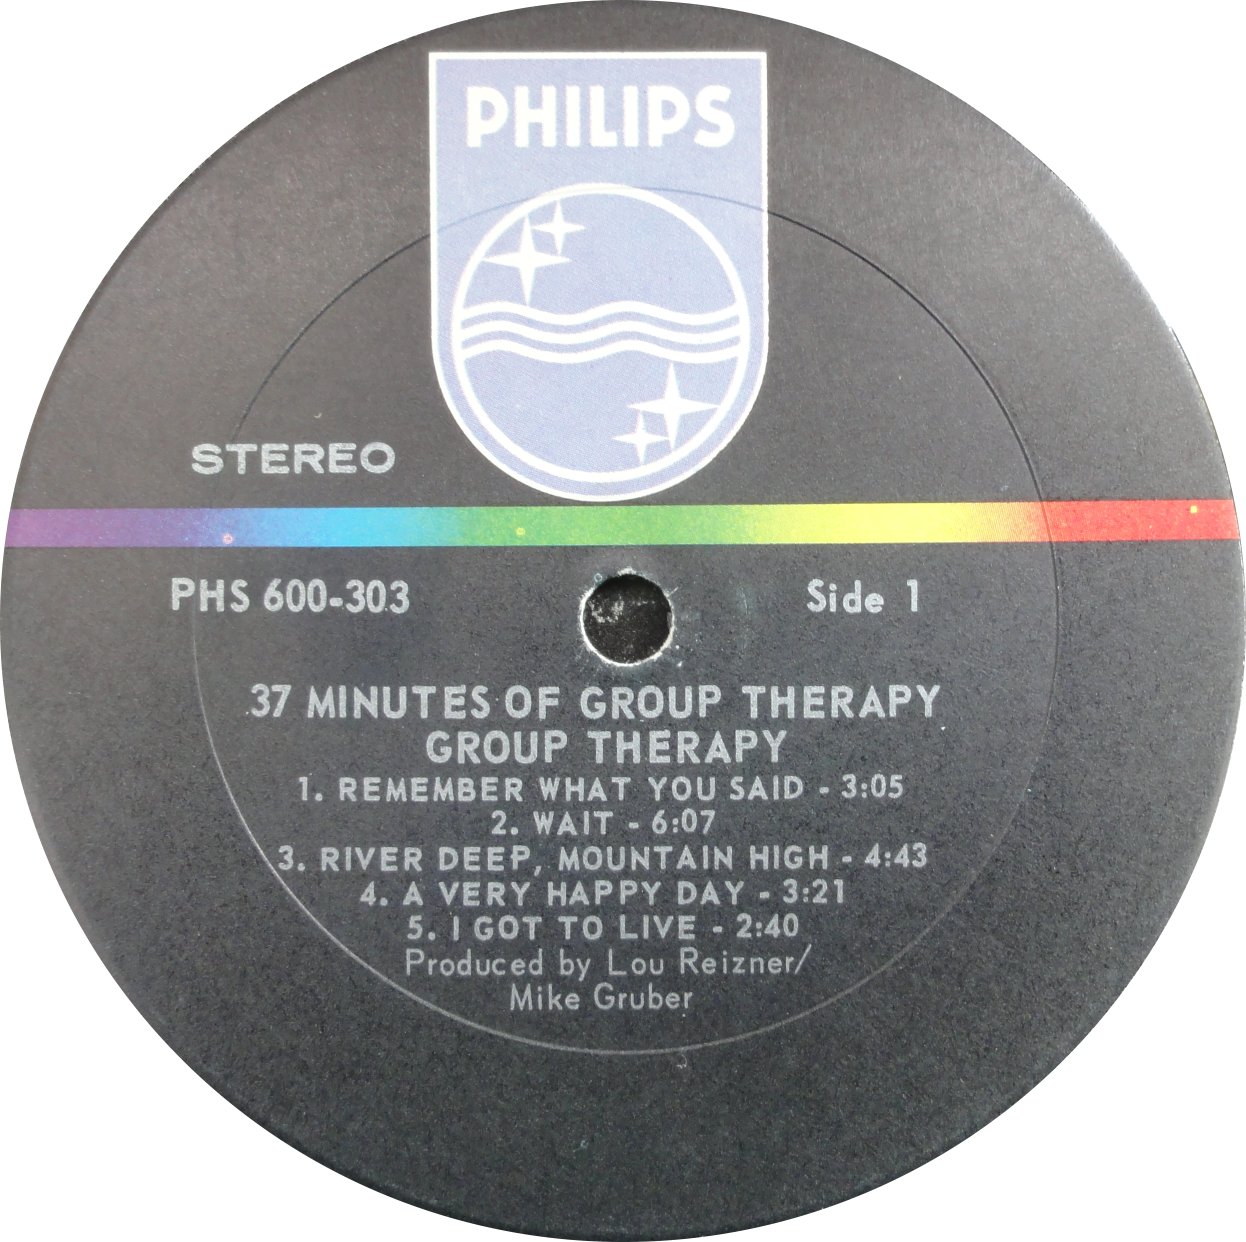 PHILIPS
STEREO
PHS 600-303
Side 1
37 MINUTES OF GROUP THERAPY
GROUP THERAPY
1. REMEMBER WHAT YOU SAID - 3:05
2. WAIT - 6:07
3. RIVER DEEP, MOUNTAIN HIGH - 4:43
4. A VERY HAPPY DAY - 3:21
5. I GOT TO LIVE - 2:40
Produced by Lou Reizner/
Mike Gruber